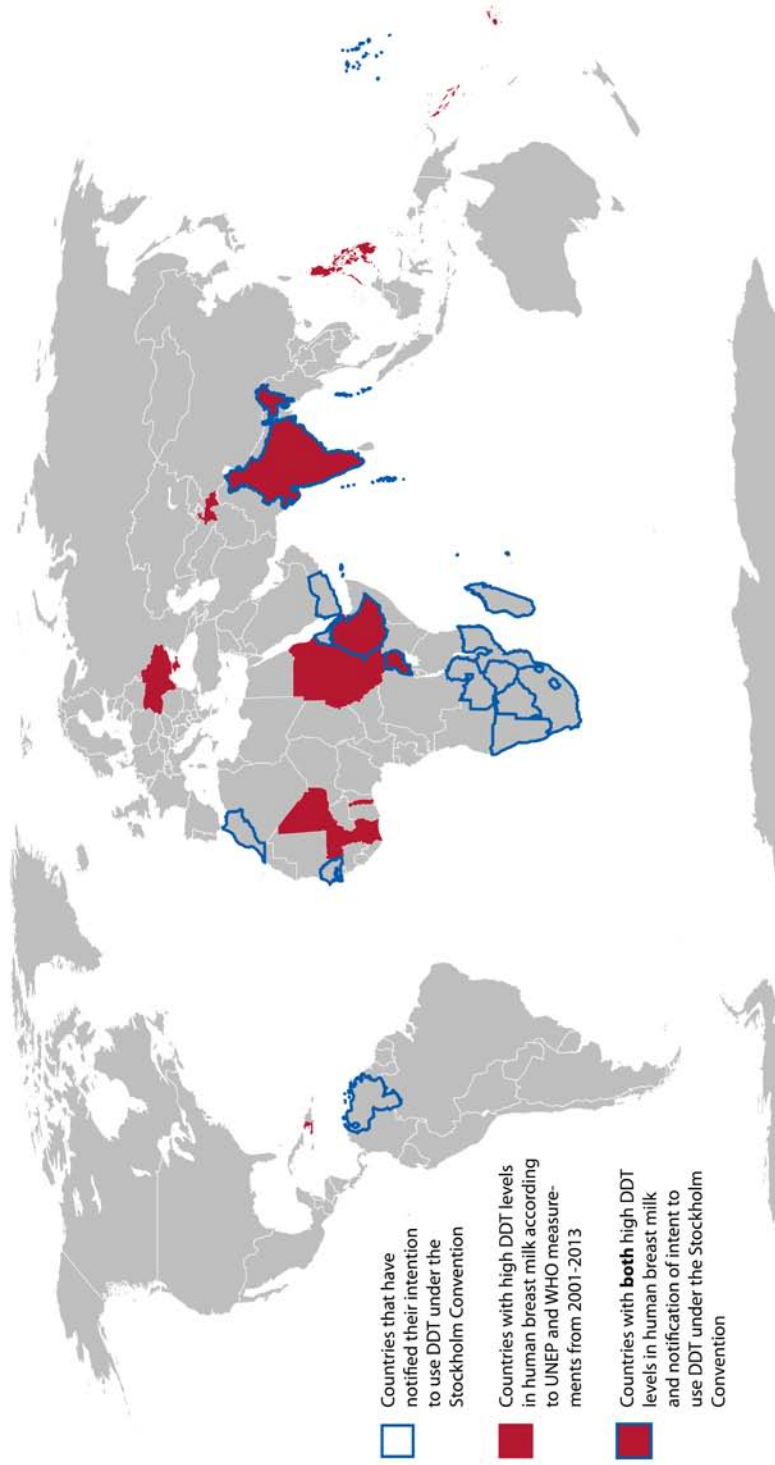 Countries that have
notified their intention
to use DDT under the
Stockholm Convention
Countries with high DDT levels
in human breast milk according
to UNEP and WHO measure-
ments from 2001-2013
Countries with both high DDT
levels in human breast milk
and notification of intent to
use DDT under the Stockholm
Convention